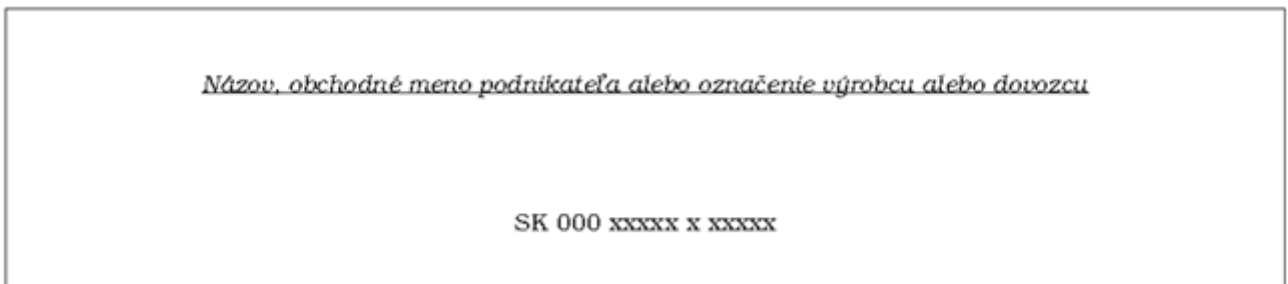 Názov, obchodné meno podnikateľa alebo označenie výrobcu alebo dovozcu
SK 000 xxxxx x xxxxx